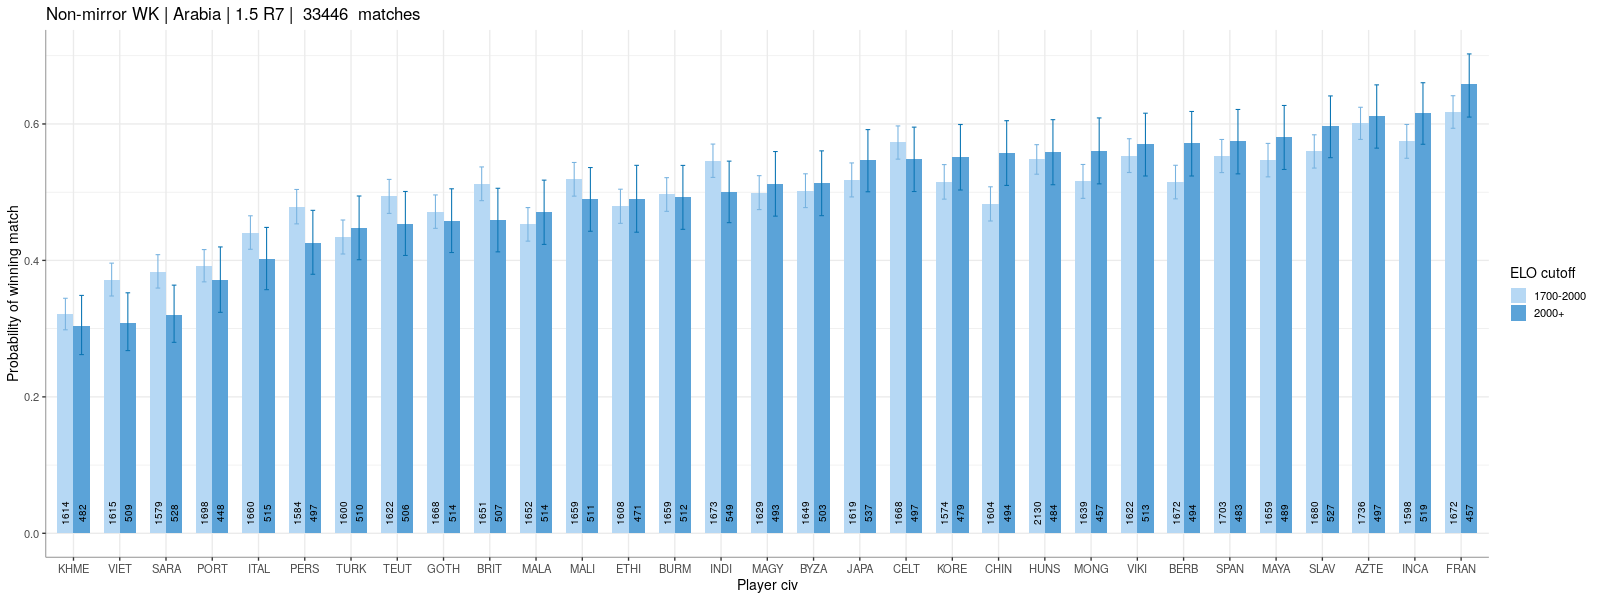 Non-mirror WK | Arabia | 1.5 R7 | 33446 matches
Probability of winning match
0.6
0.4
0.2
0.0
1614 482 1615 509 1579 528 1698 448 1660 515 1584 497 1600 510 1622 506 1668 514 1651 507 1652 514 1659 511 1608 471 1659 512 1673 549 1629 493 1649 503 1619 537 1668 497 1574 479 1604 494 2130 484 1639 457 1622 513 1672 494 1703 483 1659 489 1680 527 1736 497 1598 519 1672 457
KHME VIET SARA PORT ITAL PERS TURK TEUT GOTH BRIT MALA MALI ETHI BURM INDI MAGY BYZA JAPA CELT KORE CHIN HUNS MONG VIKI BERB SPAN MAYA SLAV AZTE INCA FRAN
Player civ
ELO cutoff
1700-2000
2000+